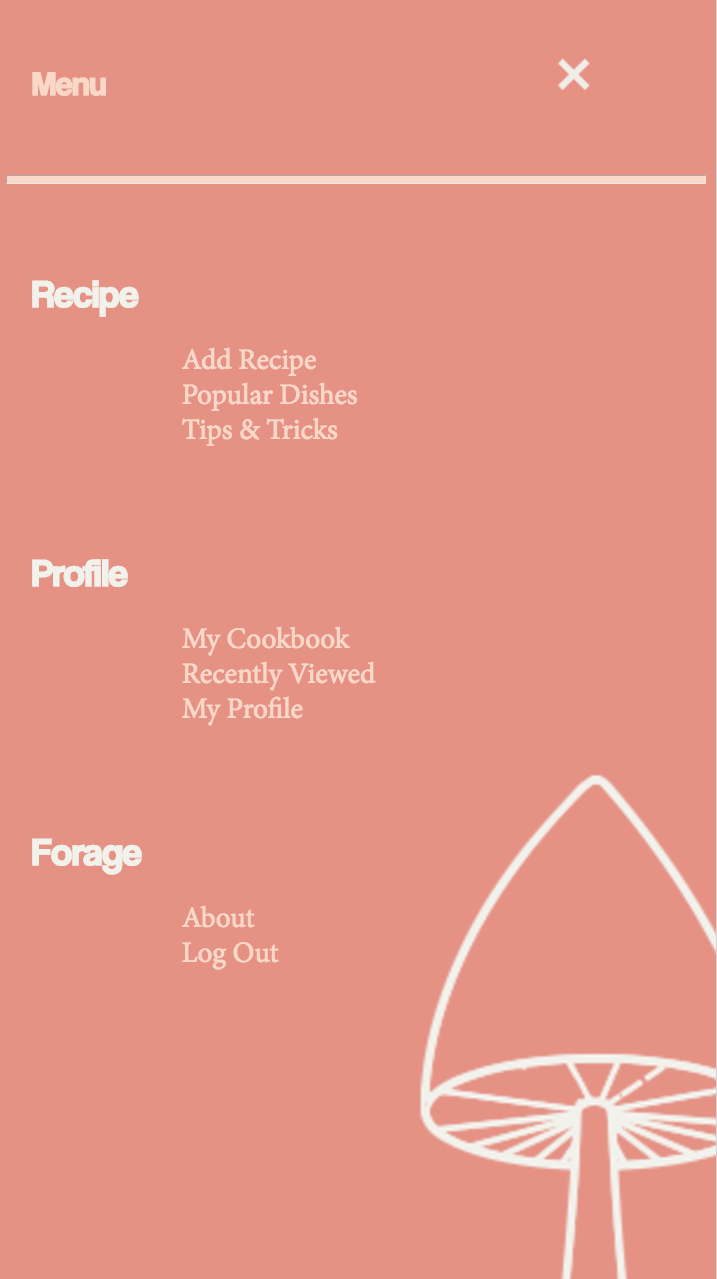 Menu
Recipe
Add Recipe
Popular Dishes
Tips & Tricks
Profile
My Cookbook
Recently Viewed
My Profile
Forage
About
Log Out